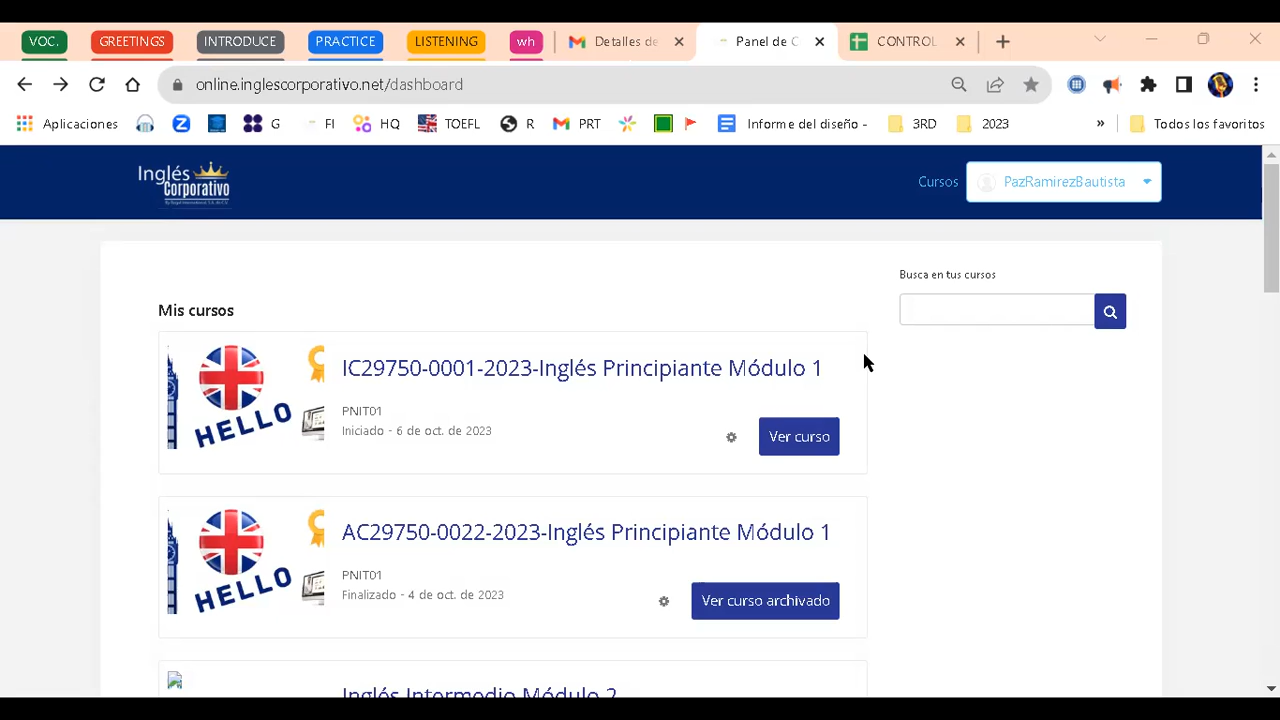 VOC. GREETINGS INTRODUCE PRACTICE LISTENING wh Detalles de Panel de C CONTROL
online.inglescorporativo.net/dashboard
Aplicaciones G FI HQ TOEFL R PRT Informe del diseño - 3RD 2023 » Todos los favoritos
Inglés
Corporativo
Cursos PazRamirezBautista
Busca en tus cursos
Mis cursos
HELLO
IC29750-0001-2023-Inglés Principiante Módulo 1
PNIT01
Iniciado - 6 de oct. de 2023
Ver curso
HELLO
AC29750-0022-2023-Inglés Principiante Módulo 1
PNIT01
Finalizado - 4 de oct. de 2023
Ver curso archivado
Inglés Intermedio Módulo 2